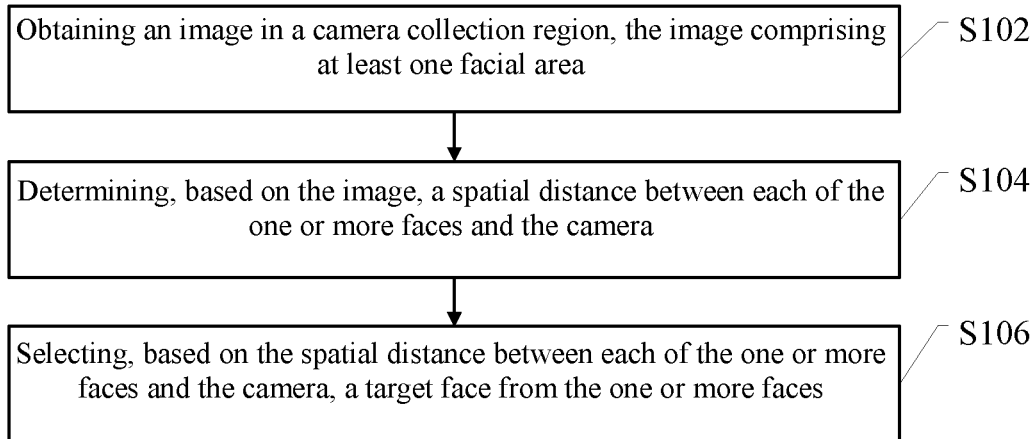 Obtaining an image in a camera collection region, the image comprising
at least one facial area
S102
Determining, based on the image, a spatial distance between each of the
one or more faces and the camera
S104
Selecting, based on the spatial distance between each of the one or more
faces and the camera, a target face from the one or more faces
S106